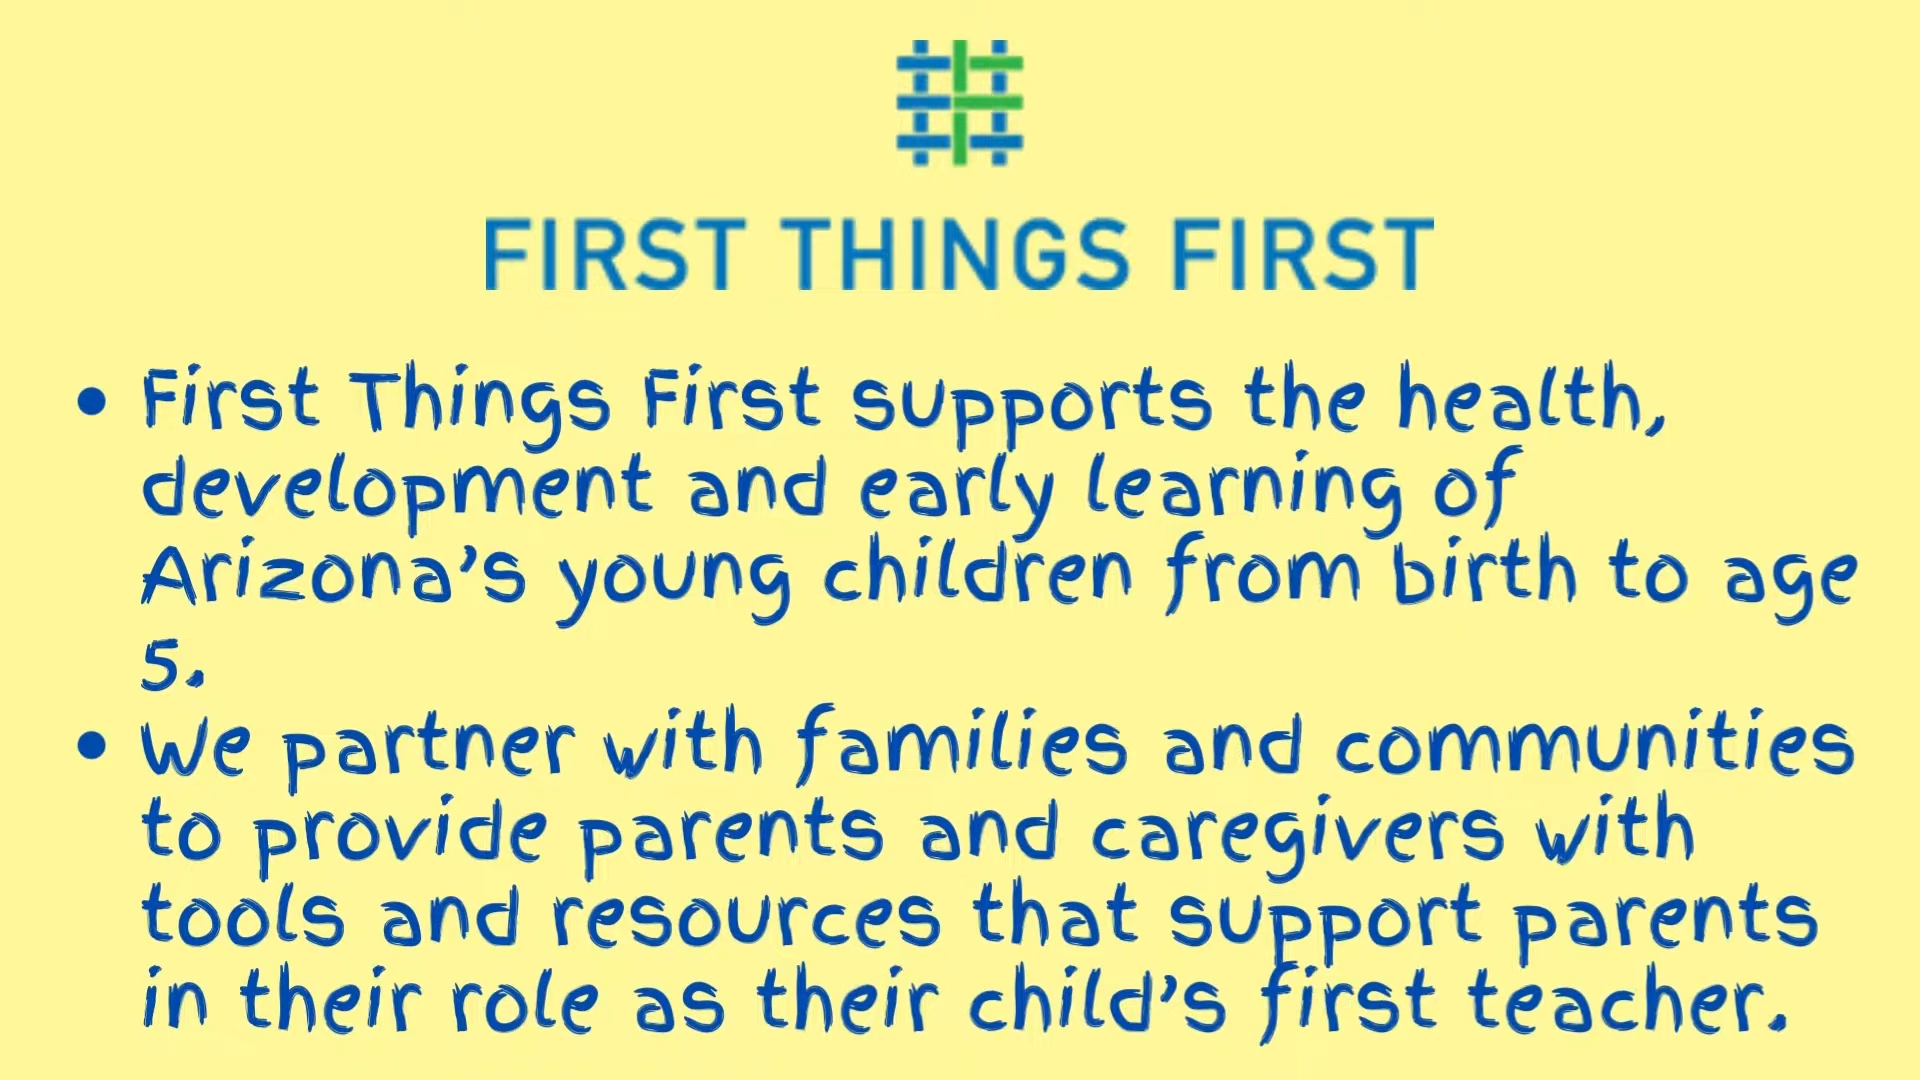 FIRST THINGS FIRST
• First Things First supports the health,
development and early learning of
Arizona's young children from birth to age
5.
• We partner with families and communities
to provide parents and caregivers with
tools and resources that support parents
in their role as their child's first teacher.